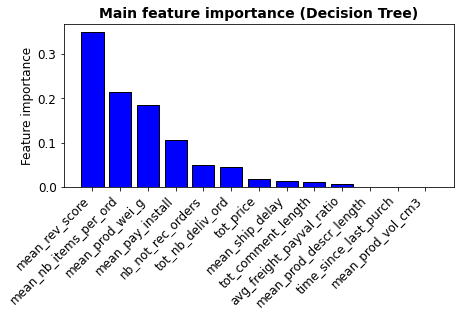 Main feature importance (Decision Tree)
Feature importance
0.3
0.2
0.1
0.0
mean_rev_score
mean_nb_items_per_ord
mean_prod_wei_g
mean_pay_install
nb_not_rec_orders
tot_nb_deliv_ord
tot_price
mean_ship_delay
tot_comment_length
avg_freight_payval_ratio
mean_prod_descr_length
time_since_last_purch
mean_prod_vol_cm3